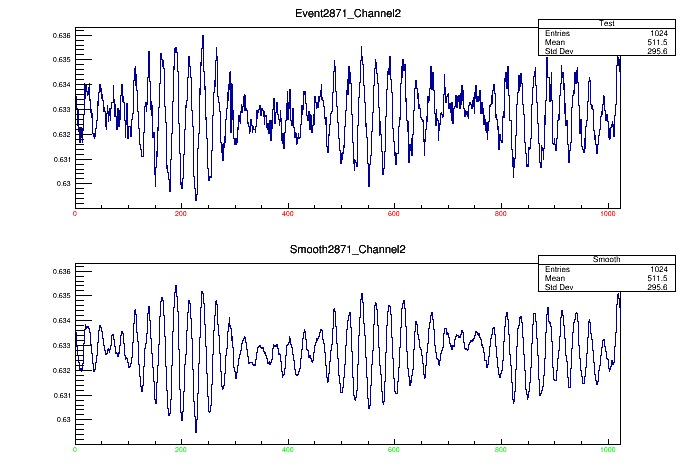 Event2871_Channel2
Test
Entries 1024
Mean 511.5
Std Dev 295.6
0.636
0.635
0.634
0.633
0.632
0.631
0.63
0 200 400 600 800 1000
Smooth2871_Channel2
Smooth
Entries 1024
Mean 511.5
Std Dev 295.6
0.636
0.635
0.634
0.633
0.632
0.631
0.63
0 200 400 600 800 1000